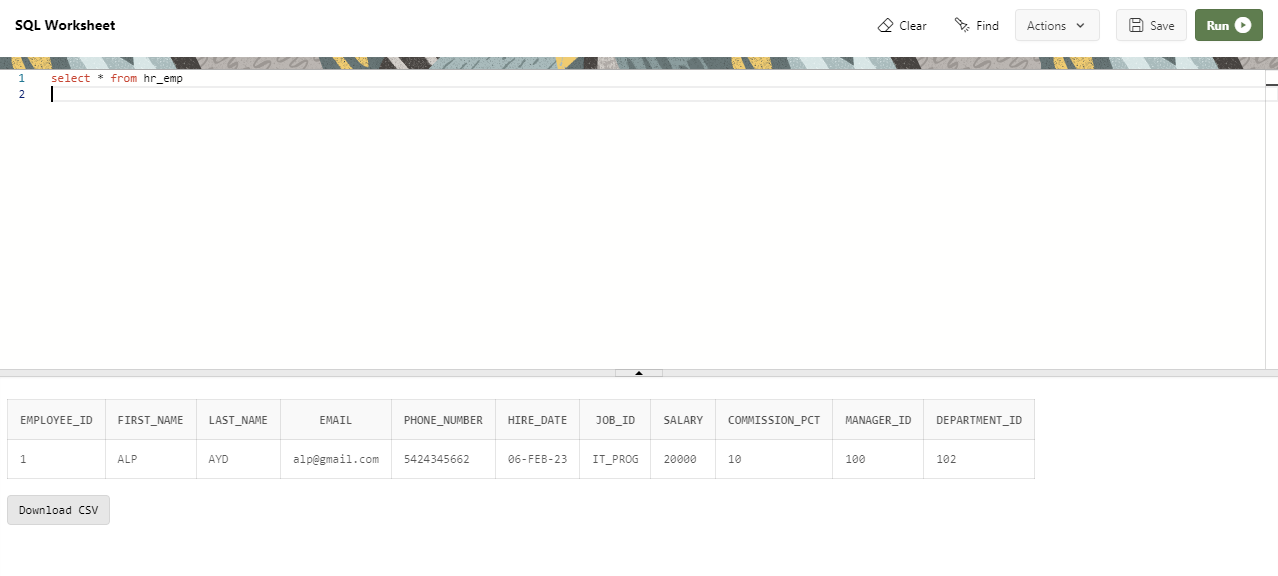 SQL Worksheet Clear Find Actions Save Run
1 select * from hr_emp
2
EMPLOYEE_ID FIRST_NAME LAST_NAME EMAIL PHONE_NUMBER HIRE_DATE JOB_ID SALARY COMMISSION_PCT MANAGER_ID DEPARTMENT_ID
1 ALP AYD alp@gmail.com 5424345662 06-FEB-23 IT_PROG 20000 10 100 102
Download CSV